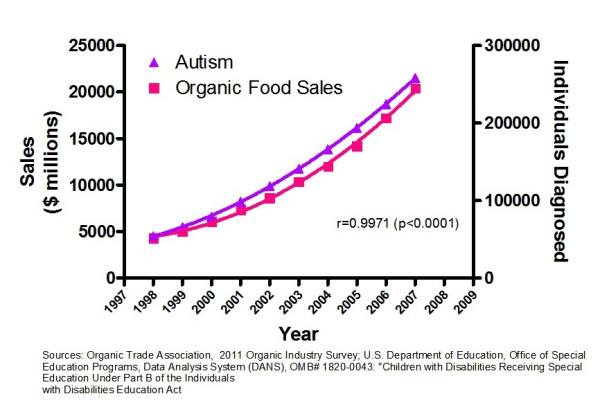 25000
20000
15000
10000
5000
0
Sales
($ millions)
Autism
Organic Food Sales
r=0.9971 (p<0.0001)
300000
200000
100000
0
Individuals Diagnosed
1997
1998
1999
2000
2001
2002
2003
2004
2005
2006
2007
2008
2009
Year
Sources: Organic Trade Association, 2011 Organic Industry Survey; U.S. Department of Education, Office of Special
Education Programs, Data Analysis System (DANS), OMB# 1820-0043: "Children with Disabilities Receiving Special
Education Under Part B of the Individuals
with Disabilities Education Act